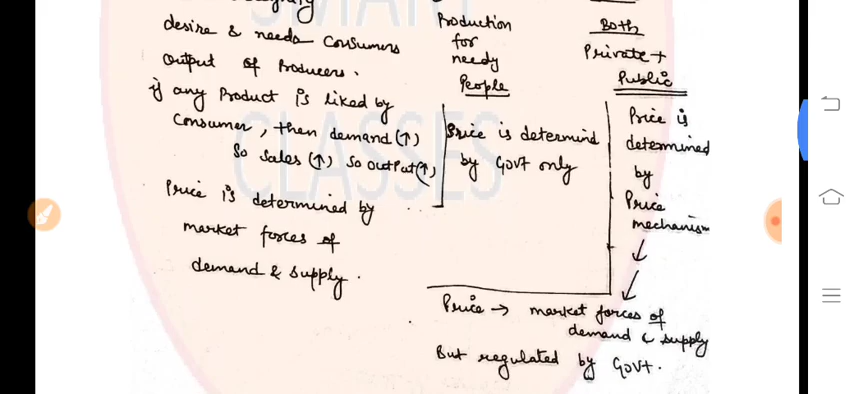 desire & needs consumers
output of Producers.
if any Product is liked by
consumer, then demand (↑)
So Sales (↑) So output (↑)
Price is determined by
market forces of
demand & supply.
Production
for
needy
People
Price is determind
by Govt only
Both
Private +
Public
Price is
determined
by
Price
mechanism
Price → market forces of
demand & supply
But regulated by Govt.
SMART
CLASSES